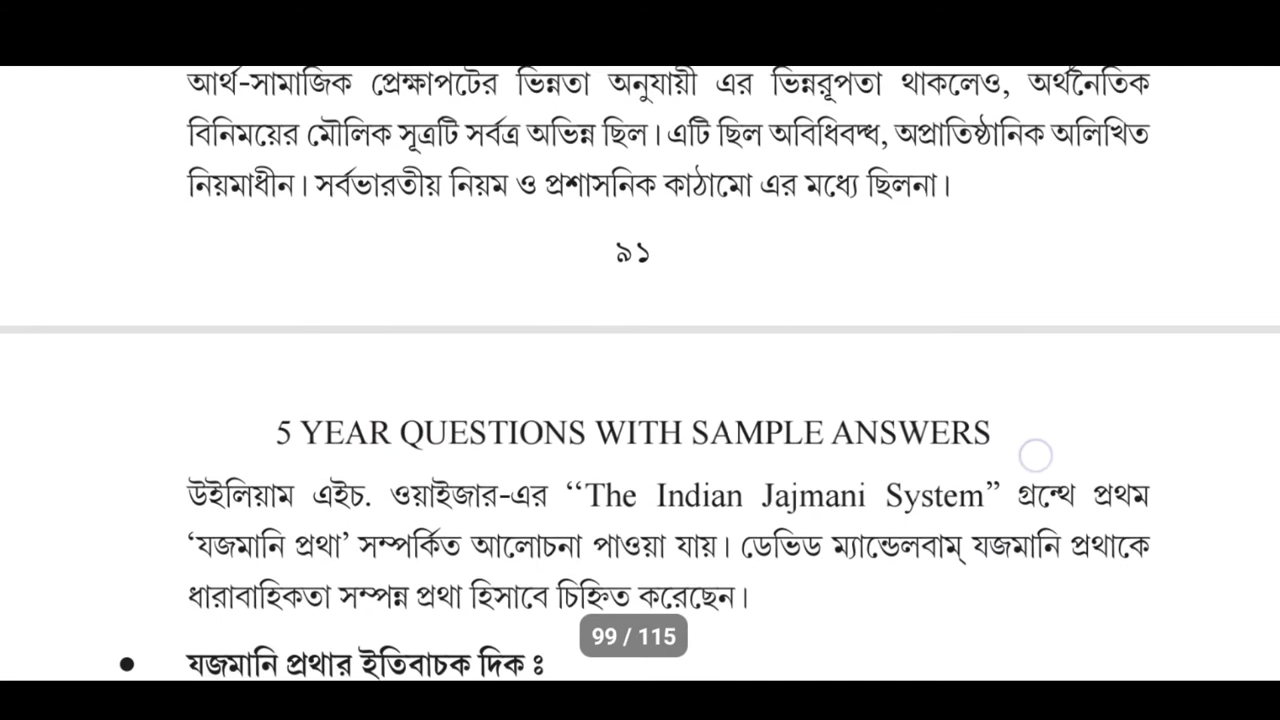 আর্থ-সামাজিক প্রেক্ষাপটের ভিন্নতা অনুযায়ী এর ভিন্নরূপতা থাকলেও, অর্থনৈতিক
বিনিময়ের মৌলিক সূত্রটি সর্বত্র অভিন্ন ছিল। এটি ছিল অবিধিবদ্ধ, অপ্রাতিষ্ঠানিক অলিখিত
নিয়মাধীন। সর্বভারতীয় নিয়ম ও প্রশাসনিক কাঠামো এর মধ্যে ছিলনা।
৯১
5 YEAR QUESTIONS WITH SAMPLE ANSWERS
উইলিয়াম এইচ. ওয়াইজার-এর “The Indian Jajmani System” গ্রন্থে প্রথম
‘যজমানি প্রথা’ সম্পর্কিত আলোচনা পাওয়া যায়। ডেভিড ম্যান্ডেলবাম্ যজমানি প্রথাকে
ধারাবাহিকতা সম্পন্ন প্রথা হিসাবে চিহ্নিত করেছেন।
99 / 115
● যজমানি প্রথার ইতিবাচক দিক ঃ